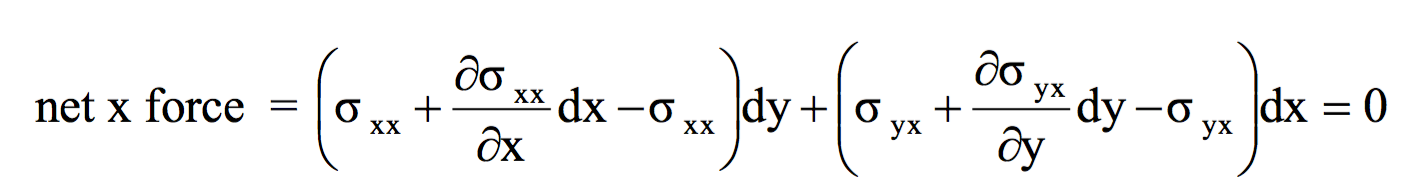 net x force = (σ_xx + ∂σ_xx/∂x dx − σ_xx) dy + (σ_yx + ∂σ_yx/∂y dy − σ_yx) dx = 0